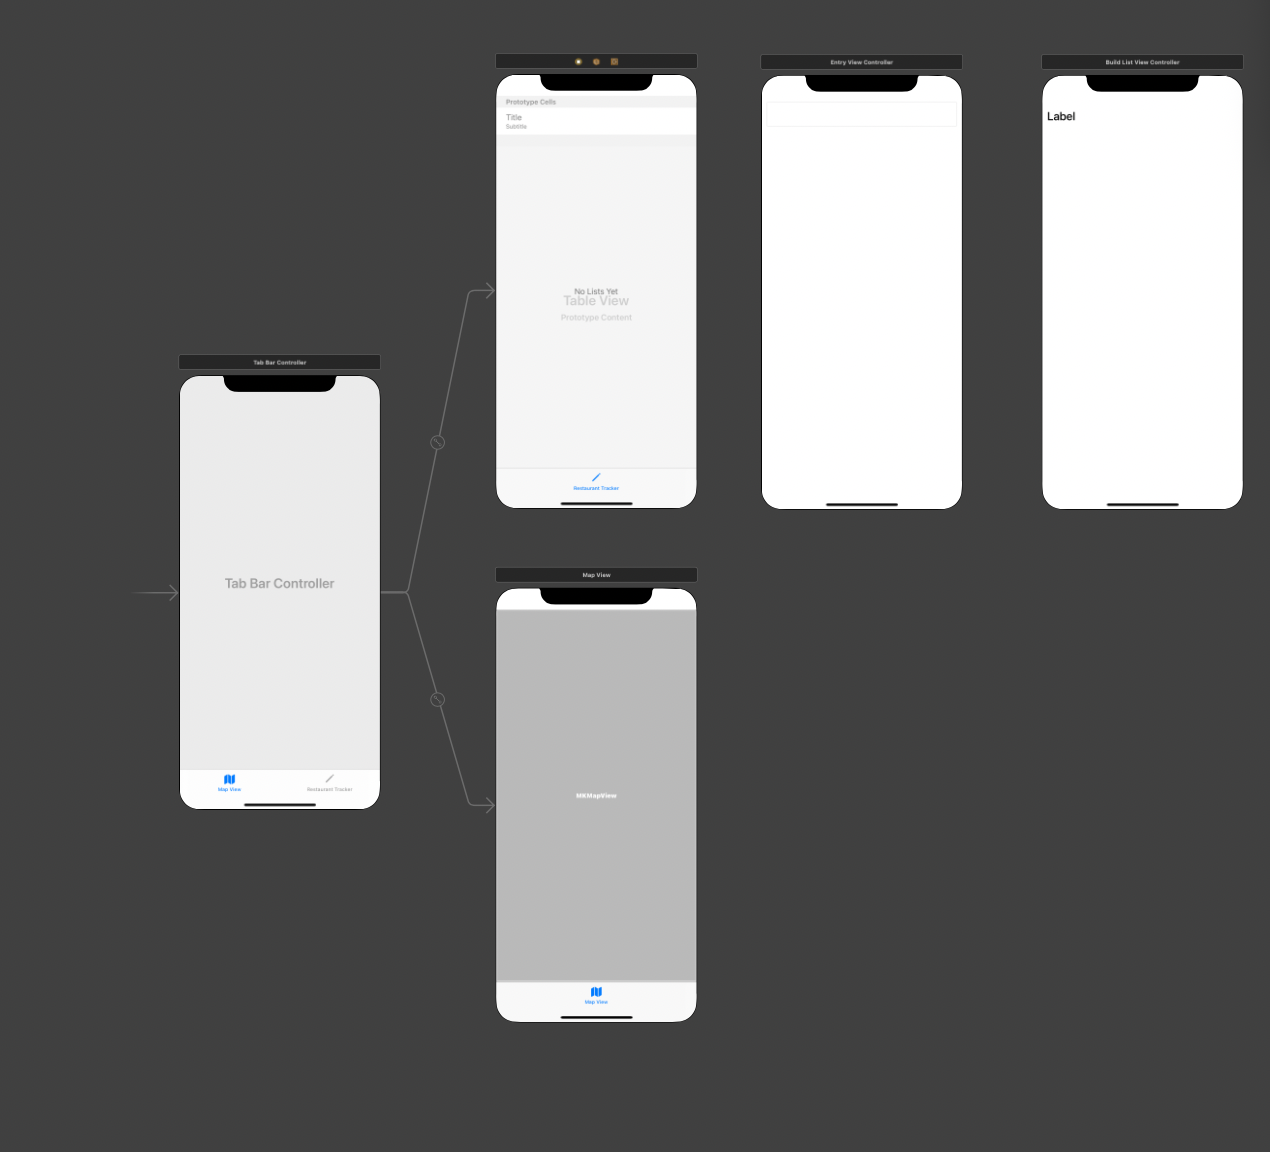 Entry View Controller
Build List View Controller
Prototype Cells
Title
Subtitle
Label
No Lists Yet
Table View
Prototype Content
Restaurant Tracker
Tab Bar Controller
Tab Bar Controller
Map View
Restaurant Tracker
Map View
MKMapView
Map View